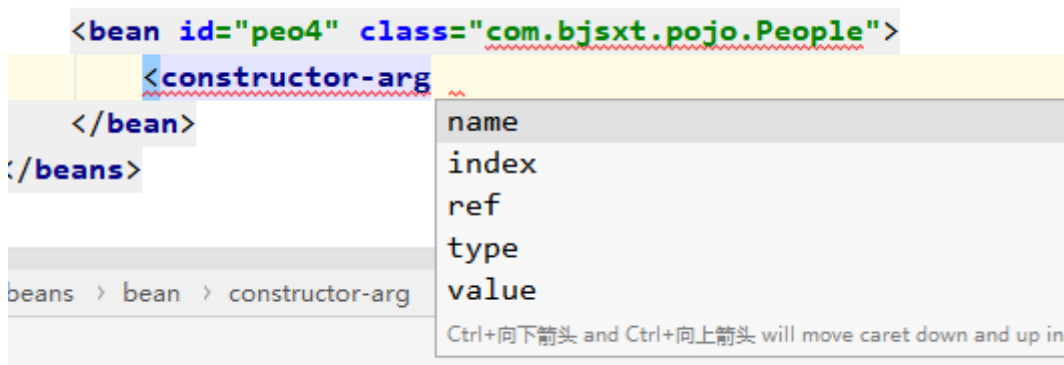 <bean id="peo4" class="com.bjsxt.pojo.People">
<constructor-arg
</bean>
</beans>
name
index
ref
type
value
Ctrl+向下箭头 and Ctrl+向上箭头 will move caret down and up in
beans > bean > constructor-arg